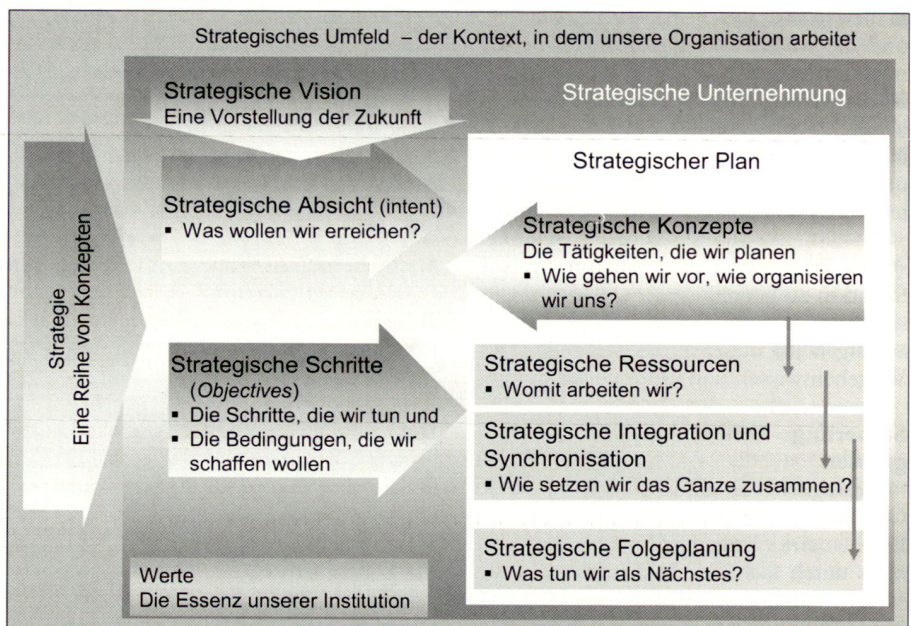 Strategisches Umfeld – der Kontext, in dem unsere Organisation arbeitet
Strategische Vision
Eine Vorstellung der Zukunft
Strategische Unternehmung
Strategie
Eine Reihe von Konzepten
Strategische Absicht (intent)
▪ Was wollen wir erreichen?
Strategische Schritte
(Objectives)
▪ Die Schritte, die wir tun und
▪ Die Bedingungen, die wir
schaffen wollen
Werte
Die Essenz unserer Institution
Strategischer Plan
Strategische Konzepte
Die Tätigkeiten, die wir planen
▪ Wie gehen wir vor, wie organisieren
wir uns?
Strategische Ressourcen
▪ Womit arbeiten wir?
Strategische Integration und
Synchronisation
▪ Wie setzen wir das Ganze zusammen?
Strategische Folgeplanung
▪ Was tun wir als Nächstes?